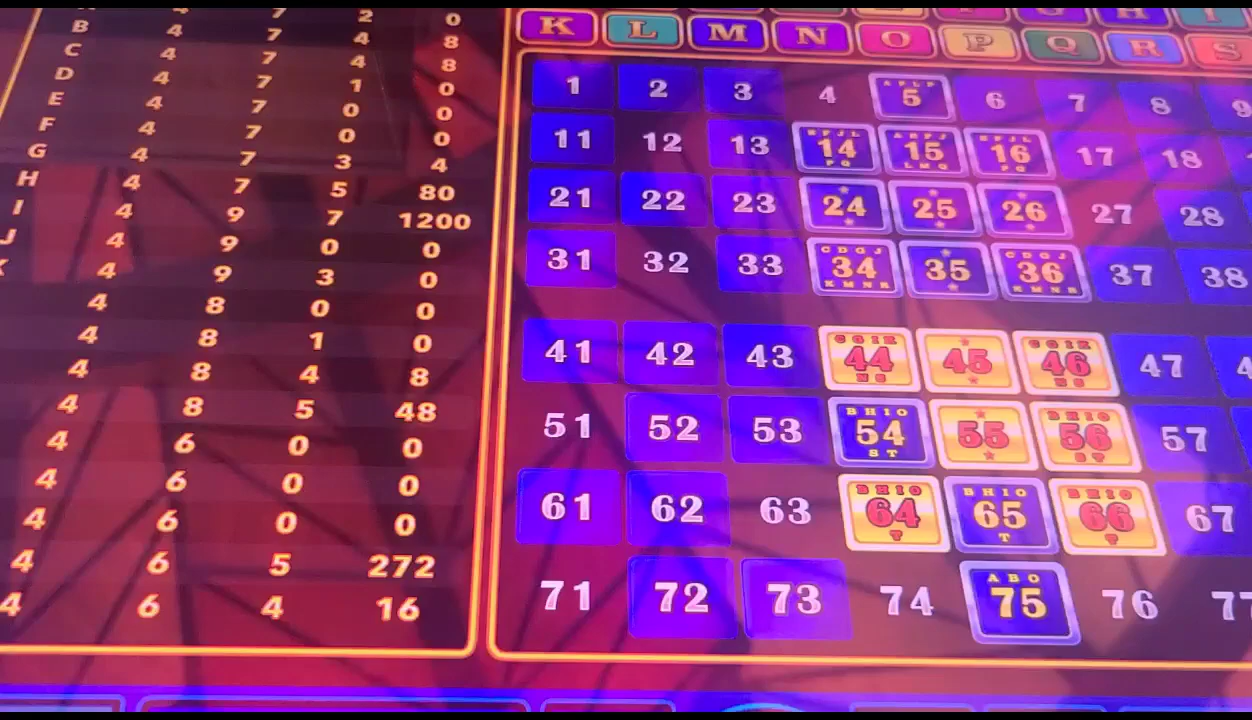 B 4 7 2 0
C 4 7 4 8
D 4 7 4 8
E 4 7 1 0
F 4 7 0 0
G 4 7 0 0
H 4 7 3 4
I 4 7 5 80
J 4 9 7 1200
K 4 9 0 0
4 9 3 0
4 8 0 0
4 8 1 0
4 8 4 8
4 8 5 48
4 6 0 0
4 6 0 0
4 6 0 0
4 6 5 272
4 6 4 16
K L M N O P Q R S
1 2 3 4 5 6 7 8 9
11 12 13 14 15 16 17 18
21 22 23 24 25 26 27 28
31 32 33 34 35 36 37 38
41 42 43 44 45 46 47 4
51 52 53 54 55 56 57
61 62 63 64 65 66 67
71 72 73 74 75 76 77